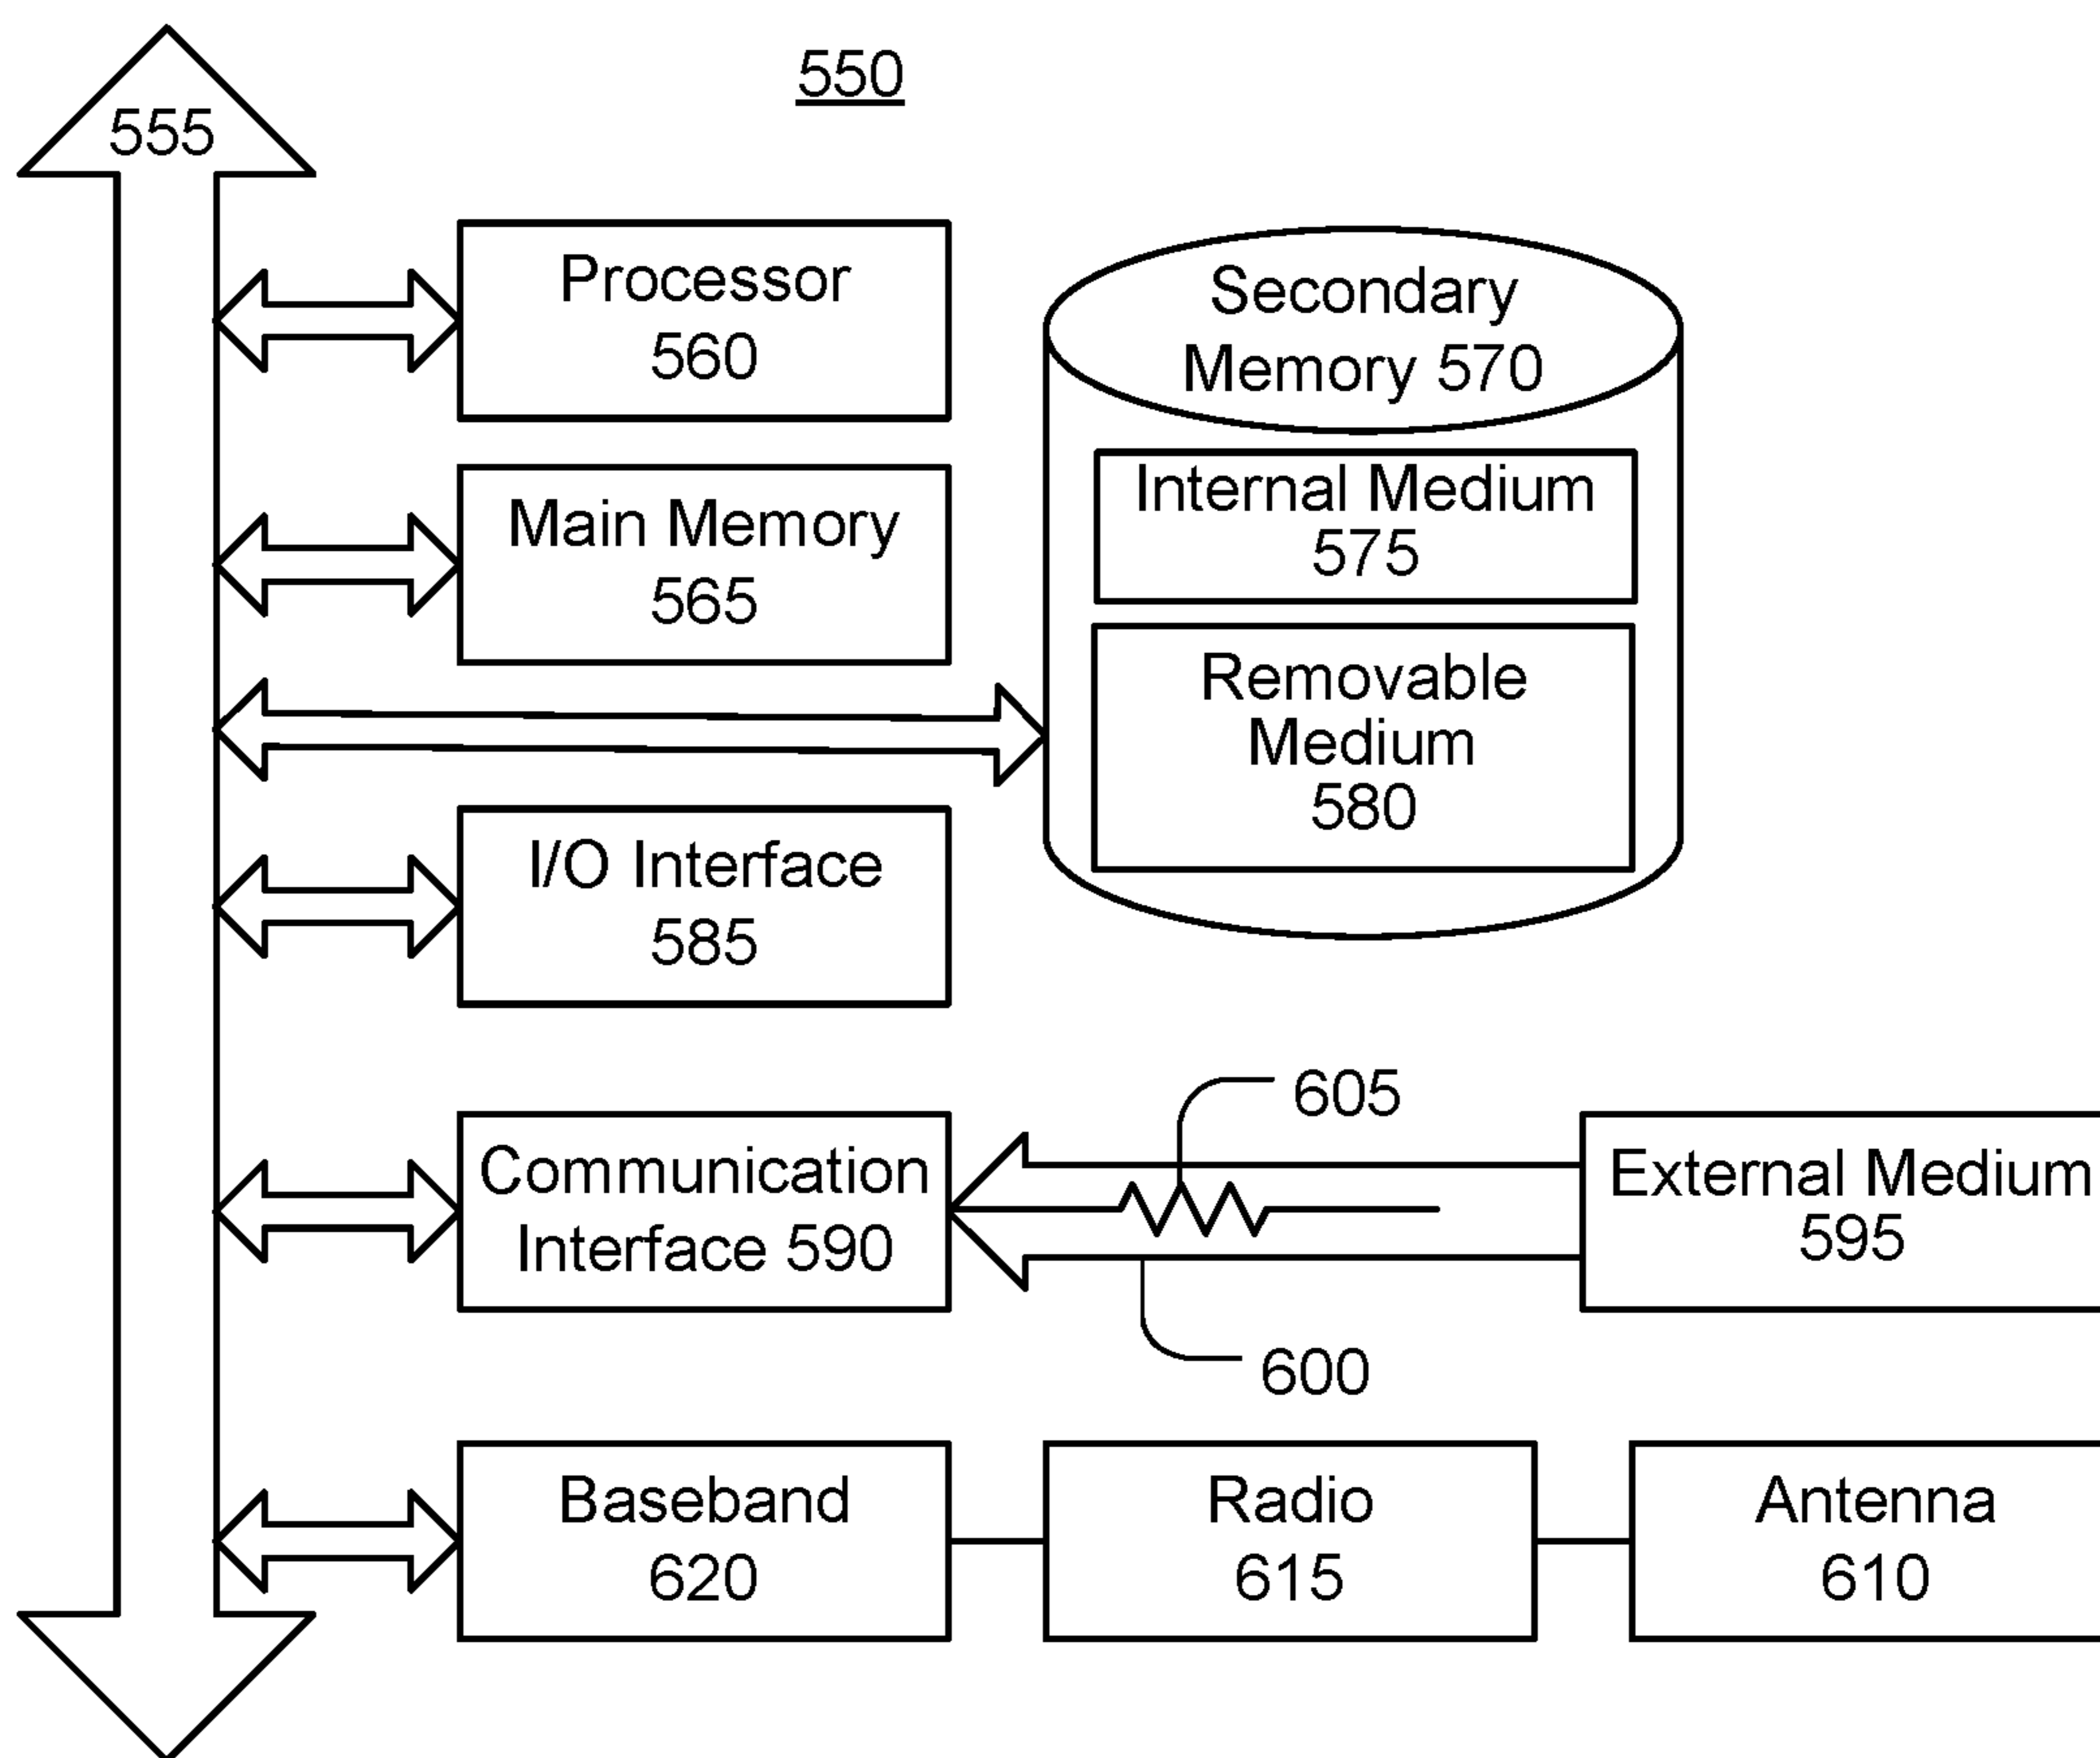 550
555
Processor
560
Secondary
Memory 570
Main Memory
565
Internal Medium
575
Removable
Medium
580
I/O Interface
585
605
Communication
Interface 590
External Medium
595
600
Baseband
620
Radio
615
Antenna
610